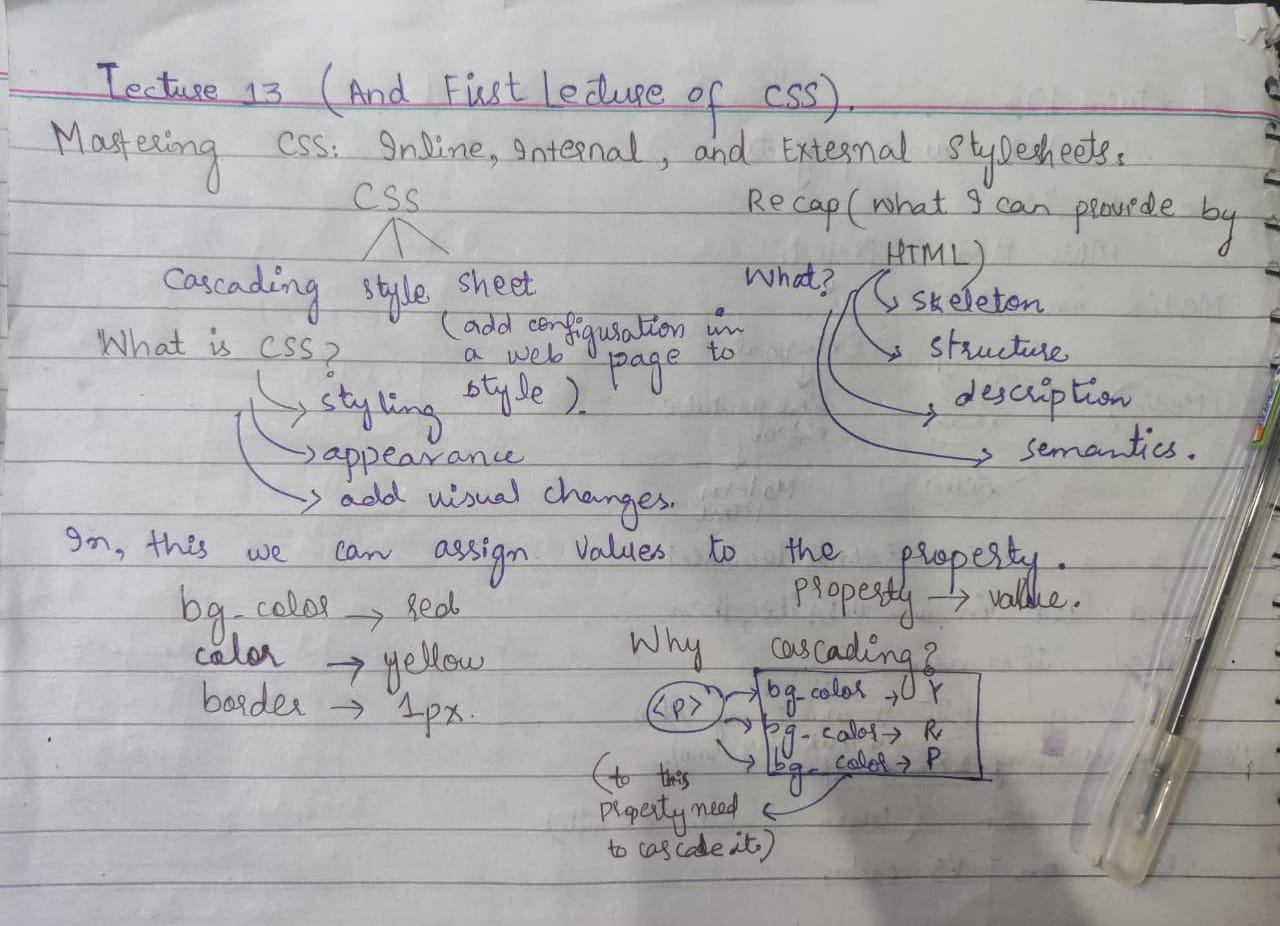 Lecture 13 (And First Lecture of CSS).
Mastering CSS: Inline, Internal, and External Stylesheets.
CSS
Cascading style sheet
(add configuration in
a web page to
style).
What is CSS?
styling
appearance
add visual changes.
Recap (what I can provide by
HTML)
What?
skeleton
structure
description
semantics.
In, this we can assign values to the property.
property → value.
bg-color → red
color → yellow
border → 1px.
Why cascading?
<p>
bg-color → Y
bg-color → R
bg-color → P
(to this
property need
to cascade it)